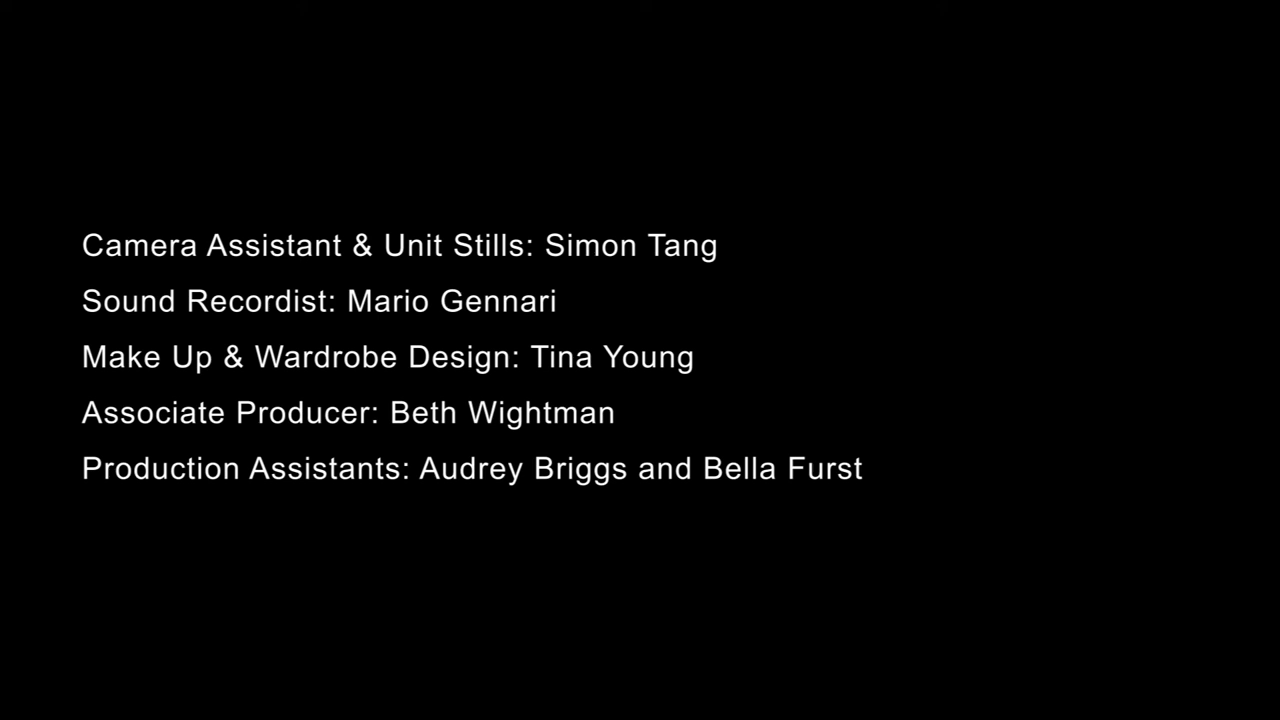 Camera Assistant & Unit Stills: Simon Tang
Sound Recordist: Mario Gennari
Make Up & Wardrobe Design: Tina Young
Associate Producer: Beth Wightman
Production Assistants: Audrey Briggs and Bella Furst